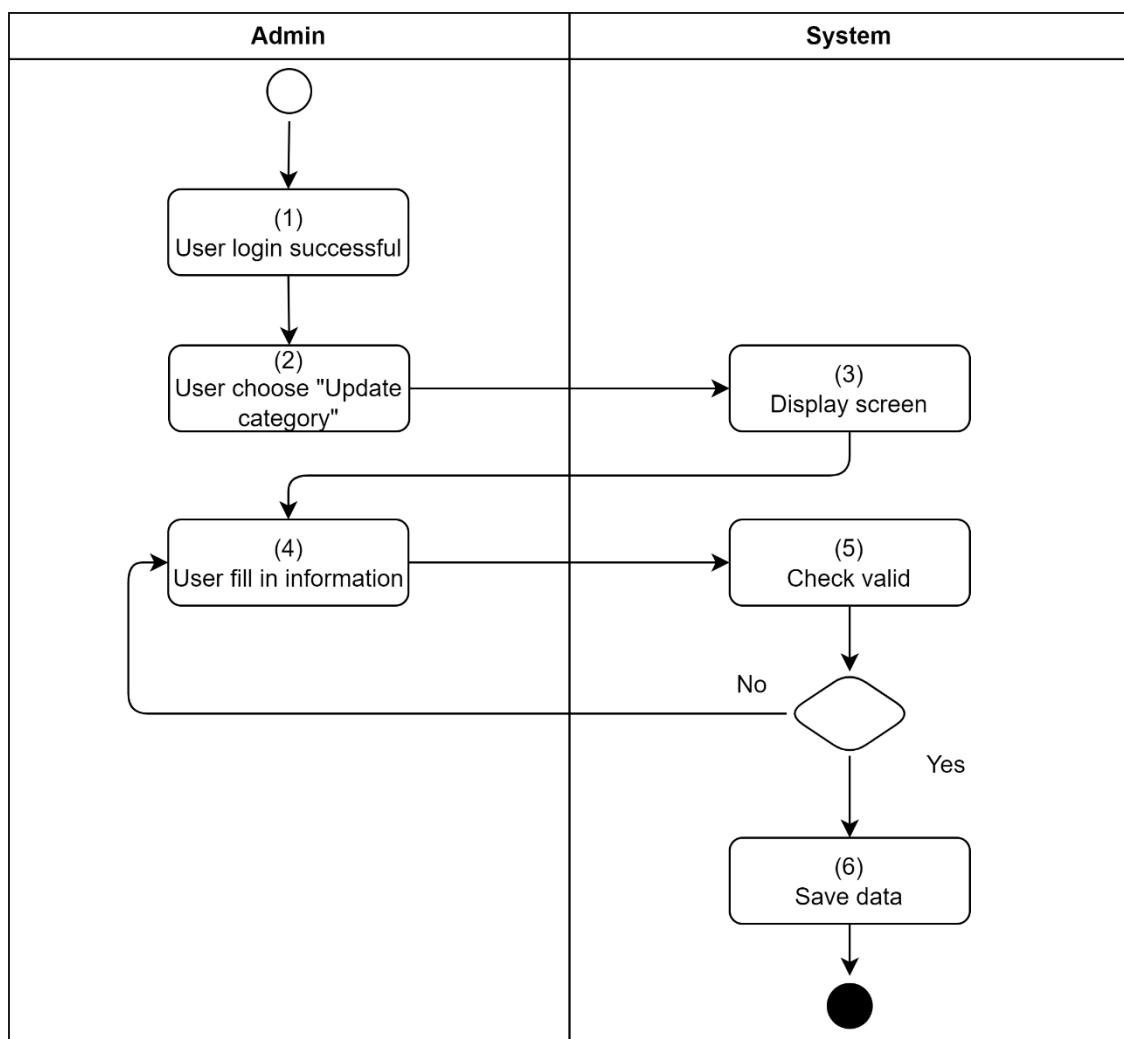 Admin
System
(1)
User login successful
(2)
User choose "Update
category"
(3)
Display screen
(4)
User fill in information
(5)
Check valid
No
Yes
(6)
Save data